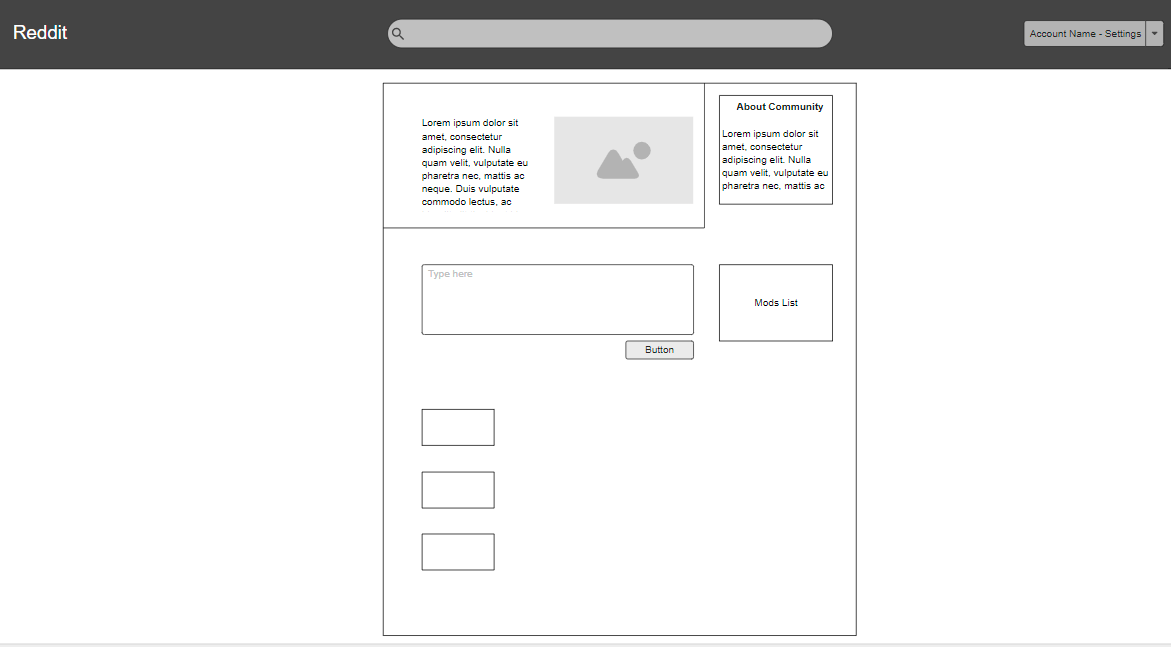 Reddit
Account Name - Settings
Lorem ipsum dolor sit
amet, consectetur
adipiscing elit. Nulla
quam velit, vulputate eu
pharetra nec, mattis ac
neque. Duis vulputate
commodo lectus, ac
About Community
Lorem ipsum dolor sit
amet, consectetur
adipiscing elit. Nulla
quam velit, vulputate eu
pharetra nec, mattis ac
Type here
Mods List
Button